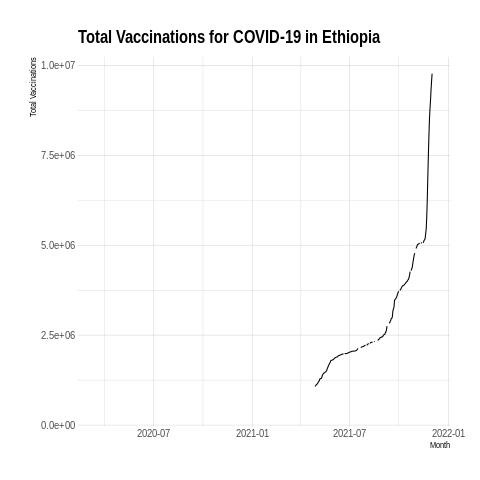 Total Vaccinations for COVID-19 in Ethiopia
Total Vaccinations
1.0e+07
7.5e+06
5.0e+06
2.5e+06
0.0e+00
2020-07 2021-01 2021-07 2022-01
Month